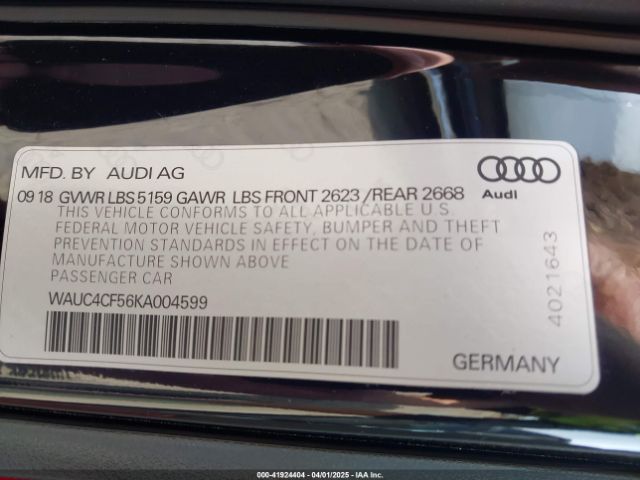 MFD. BY AUDI AG
09 18 GVWR LBS 5159 GAWR LBS FRONT 2623 /REAR 2668
Audi
THIS VEHICLE CONFORMS TO ALL APPLICABLE U.S.
FEDERAL MOTOR VEHICLE SAFETY, BUMPER AND THEFT
PREVENTION STANDARDS IN EFFECT ON THE DATE OF
MANUFACTURE SHOWN ABOVE
PASSENGER CAR
WAUC4CF56KA004599
4021643
GERMANY
000-41924404 - 04/01/2025 - IAA Inc.